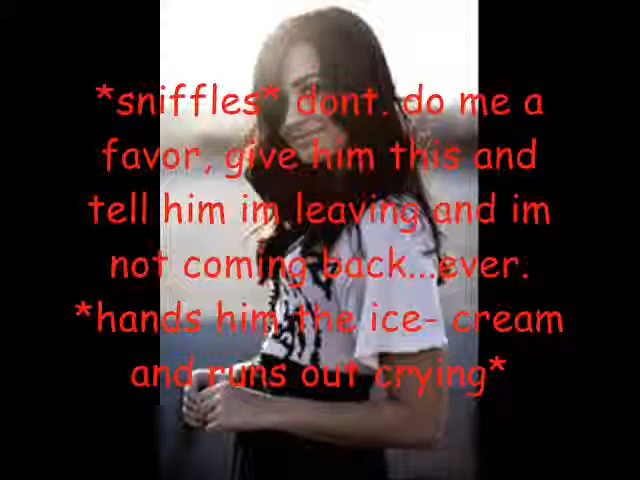 *sniffles* dont. do me a
favor, give him this and
tell him im leaving and im
not coming back...ever.
*hands him the ice- cream
and runs out crying*